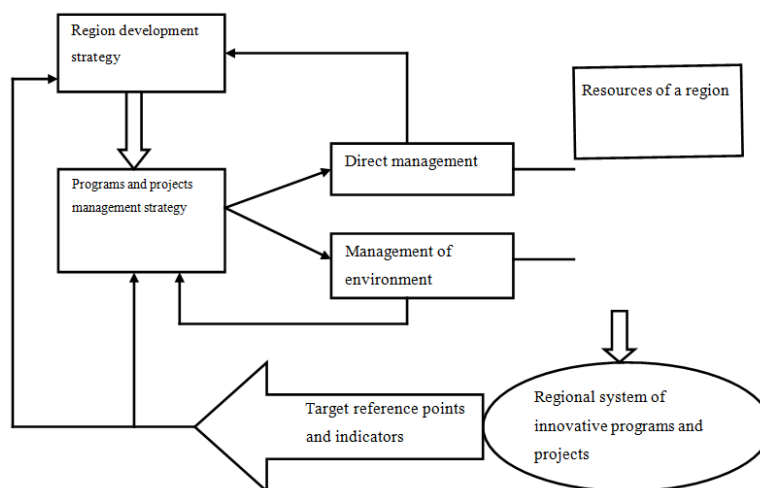 Region development
strategy
Resources of a region
Direct management
Programs and projects
management strategy
Management of
environment
Target reference points
and indicators
Regional system of
innovative programs and
projects